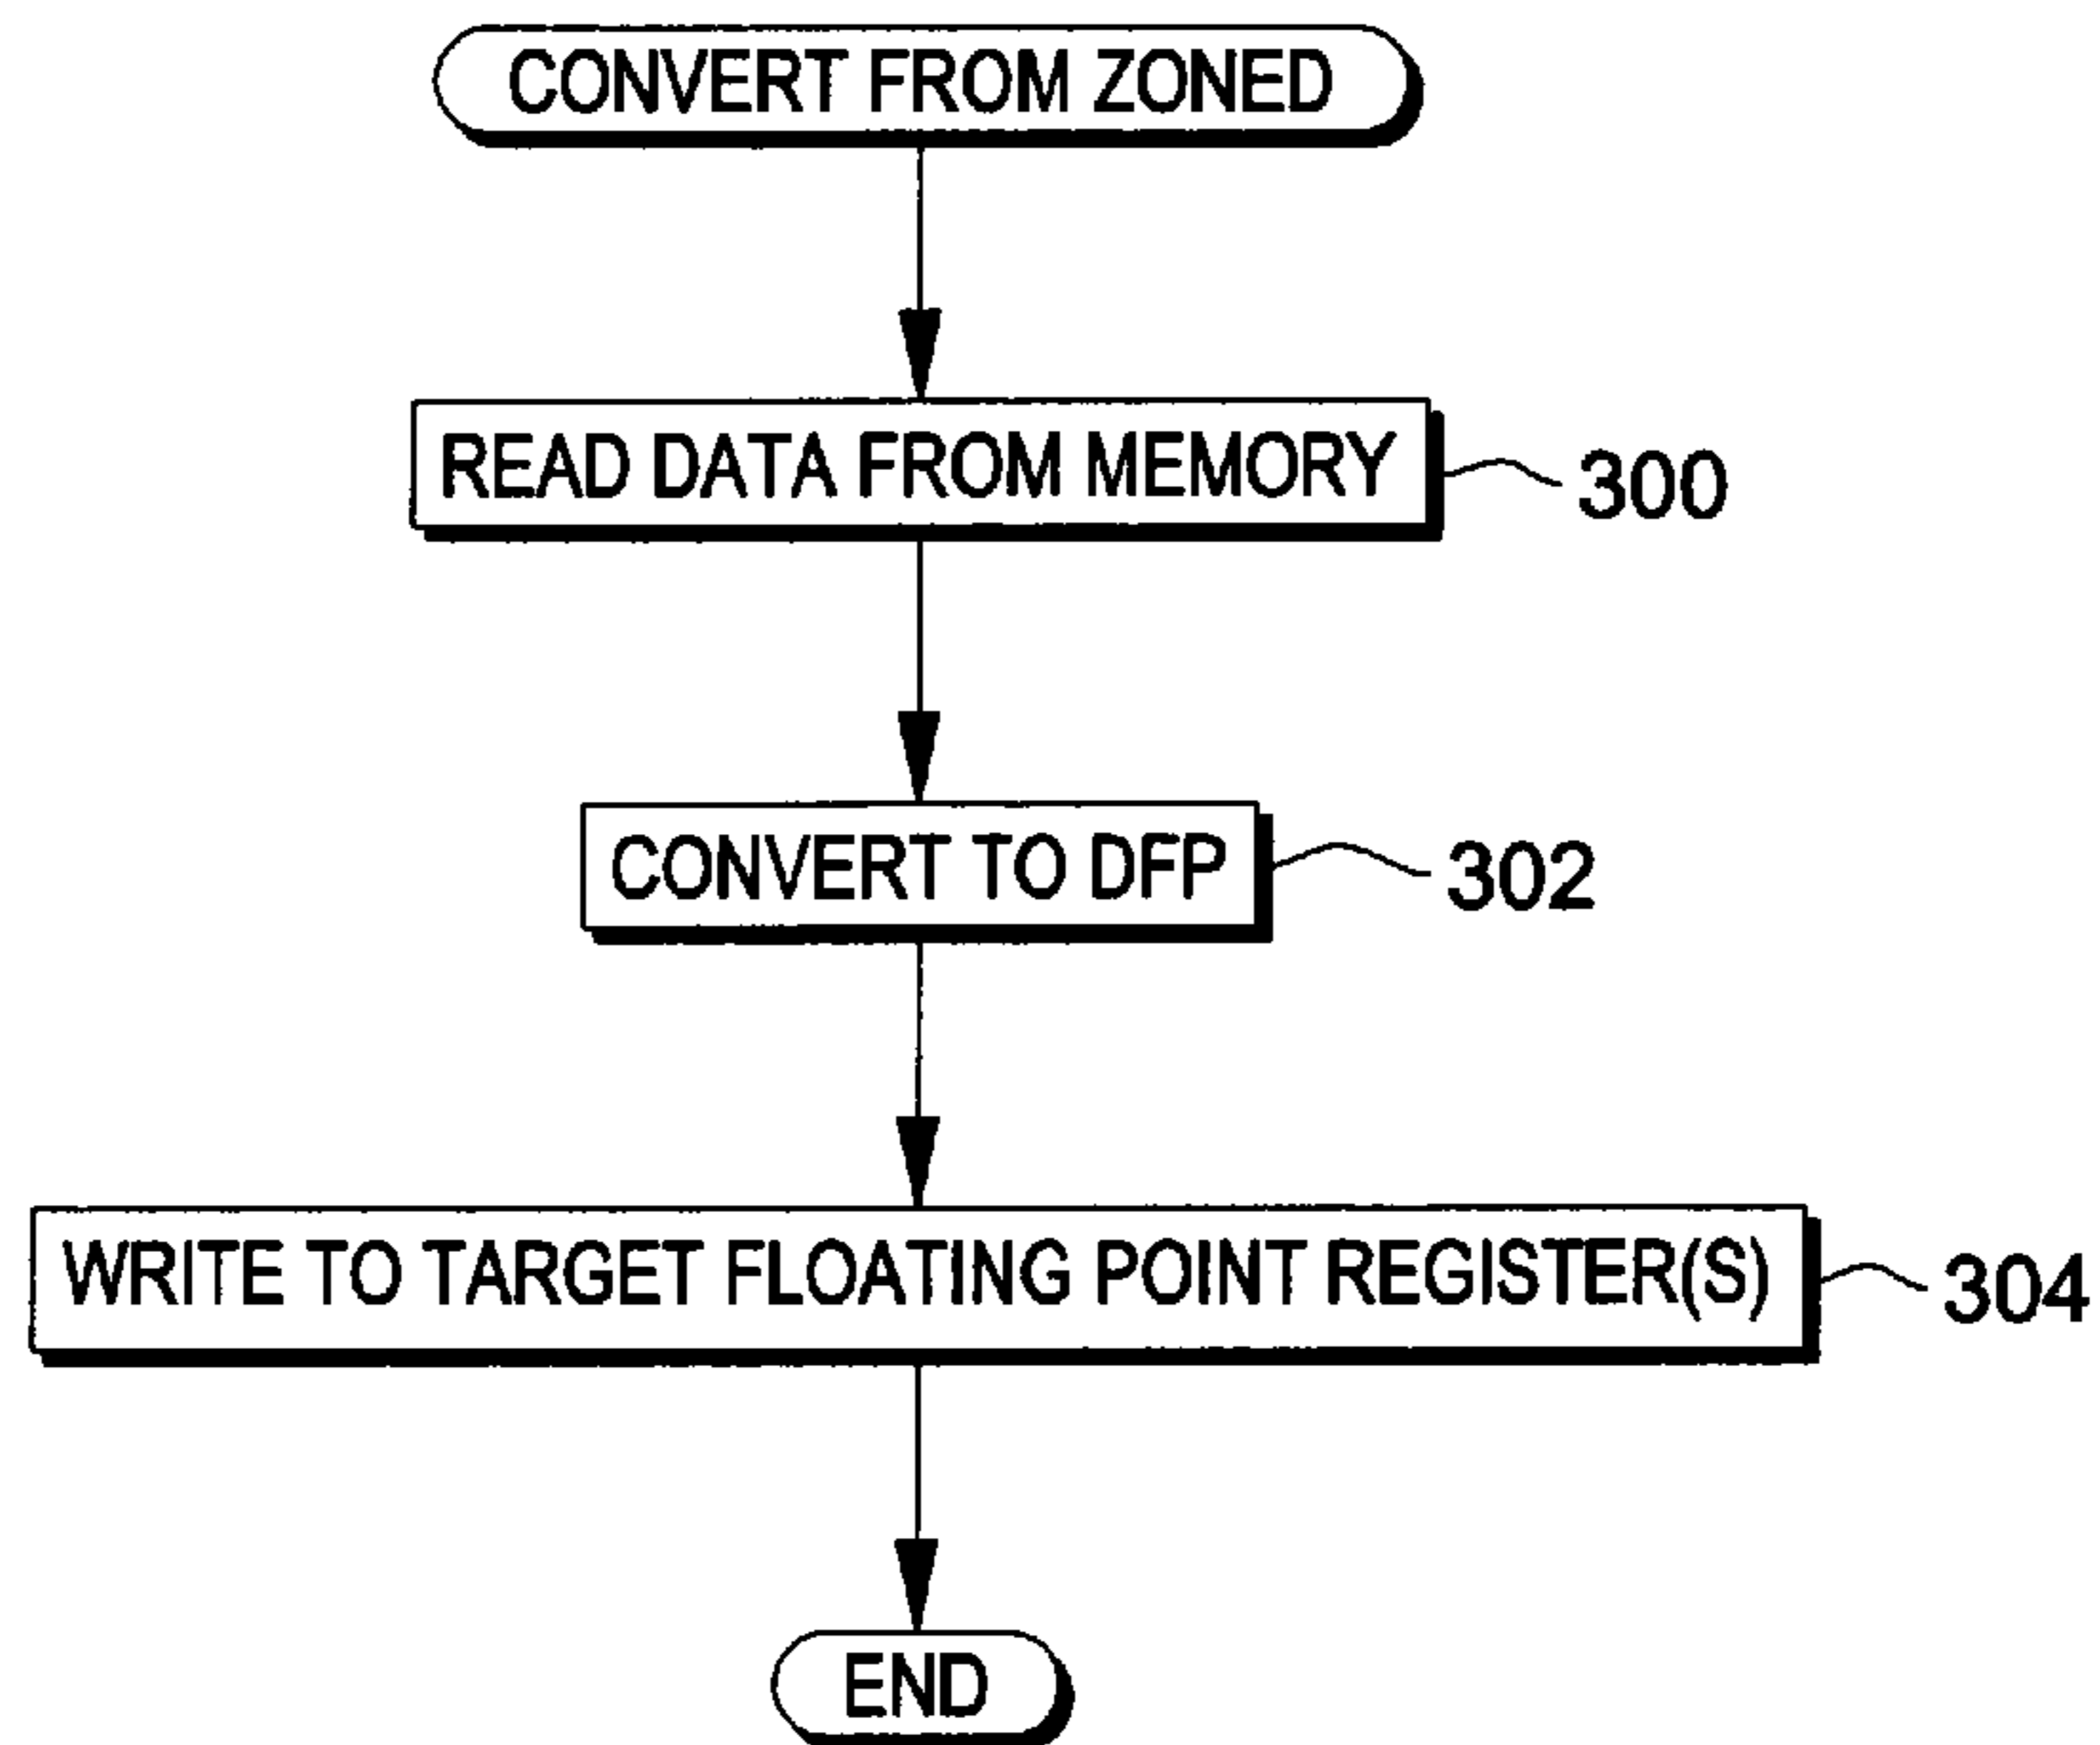 CONVERT FROM ZONED
READ DATA FROM MEMORY
300
CONVERT TO DFP
302
WRITE TO TARGET FLOATING POINT REGISTER(S)
304
END